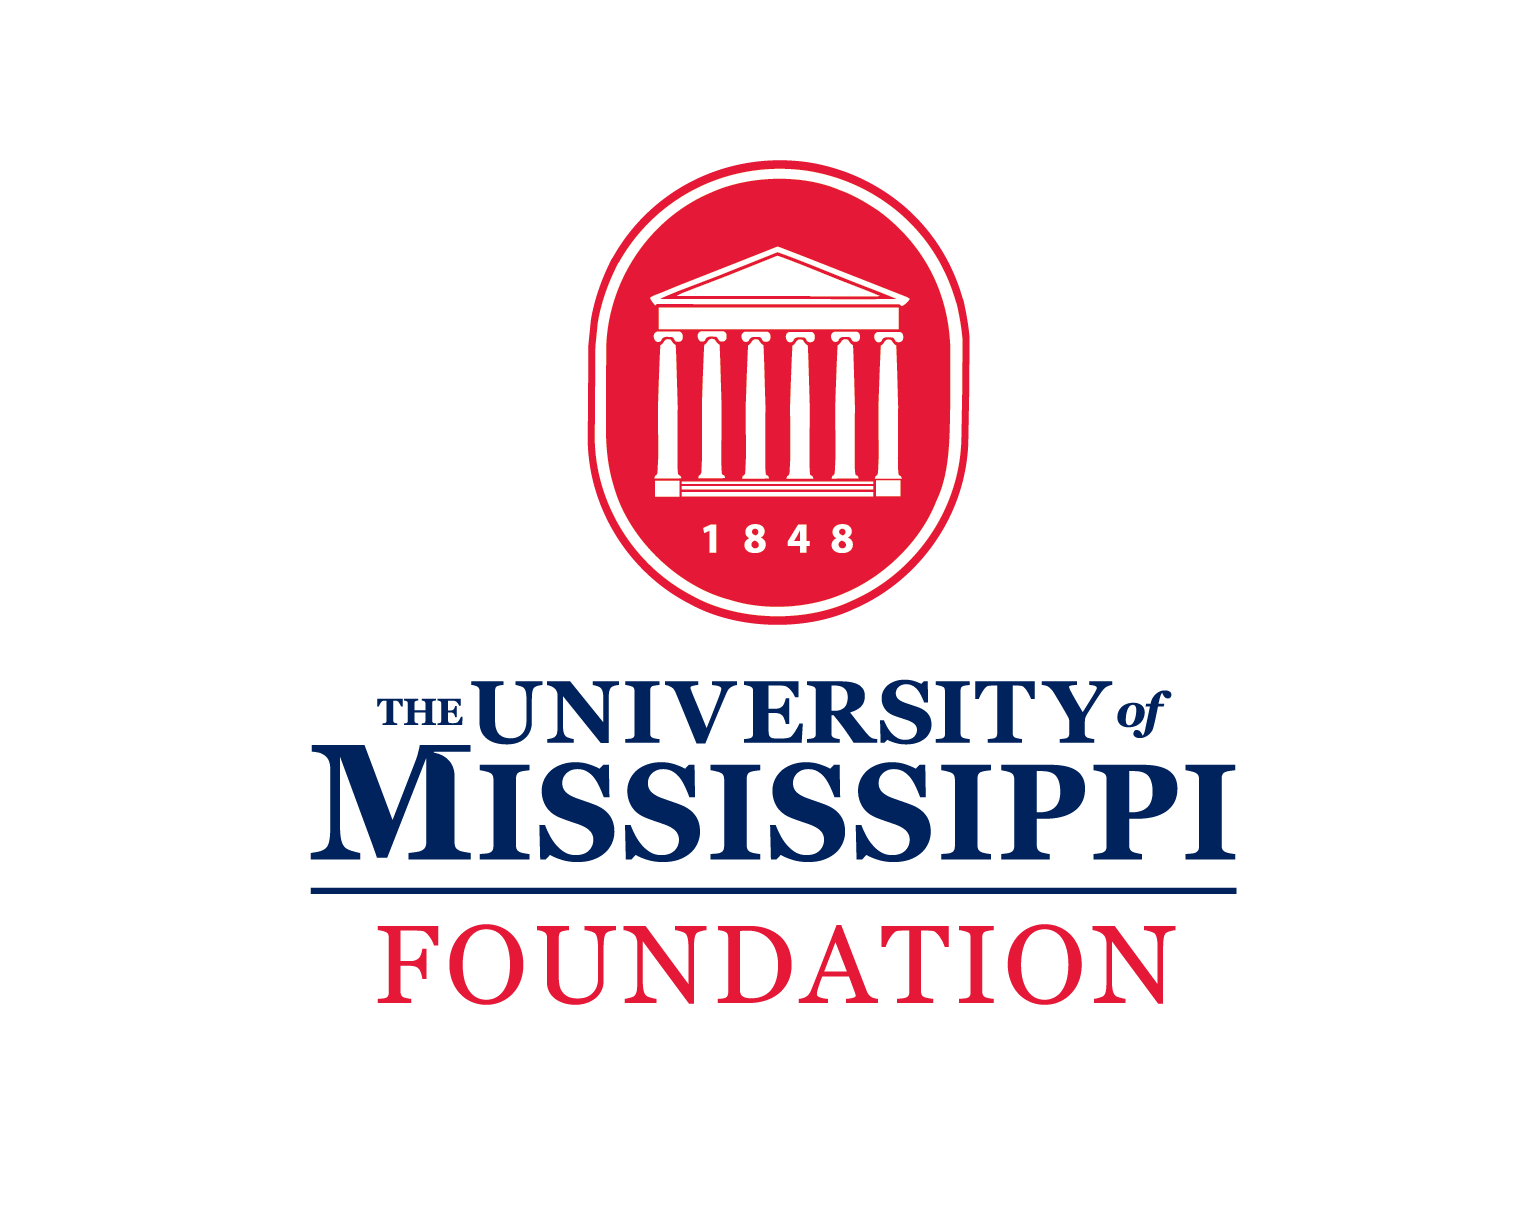 1848
THE UNIVERSITY of
MISSISSIPPI
FOUNDATION